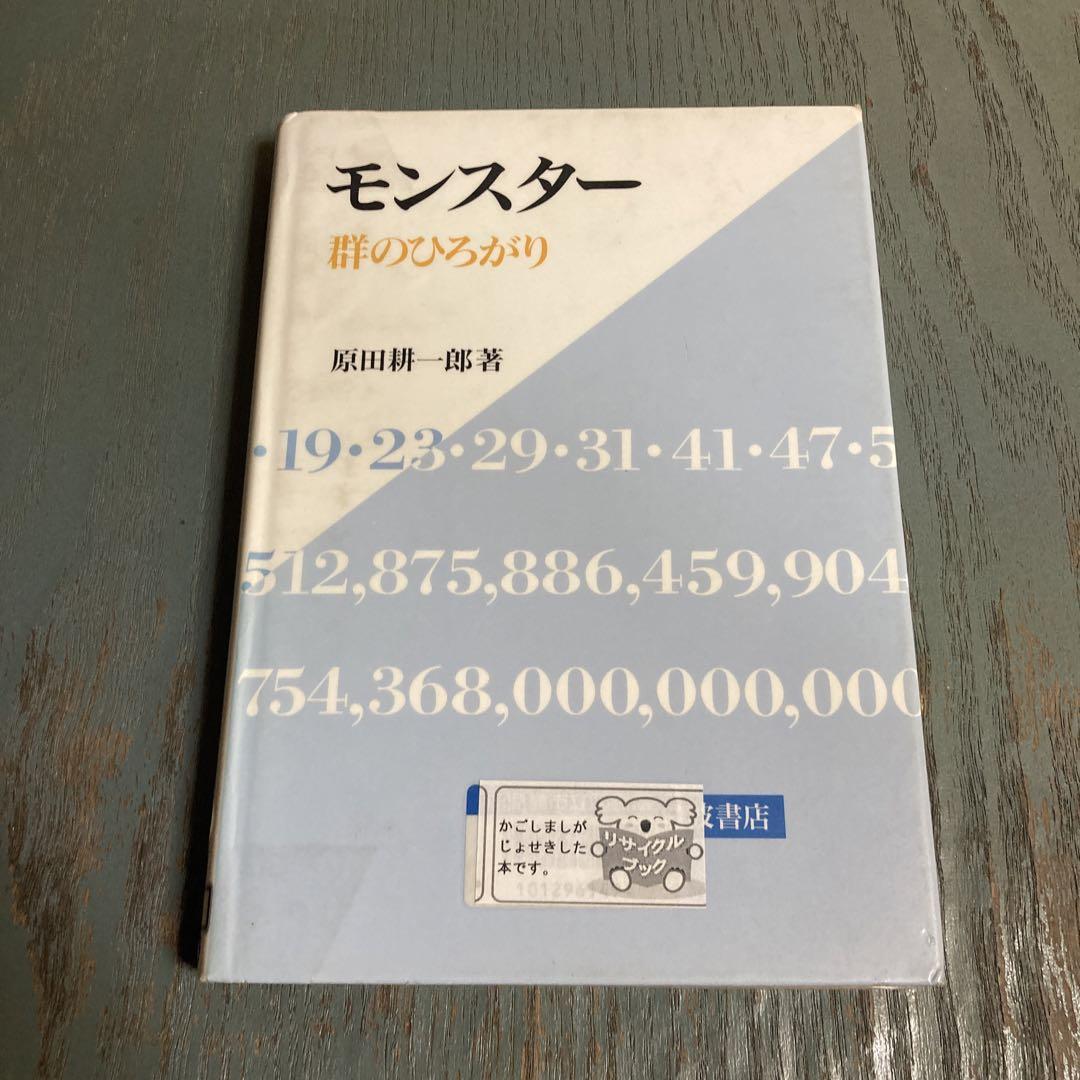 モンスター
群のひろがり
原田耕一郎著
・19・23・29・31・41・47・5
512,875,886,459,904
754,368,000,000,000
書店
かごしましが
じょせきした
本です。
リサイクル
ブック